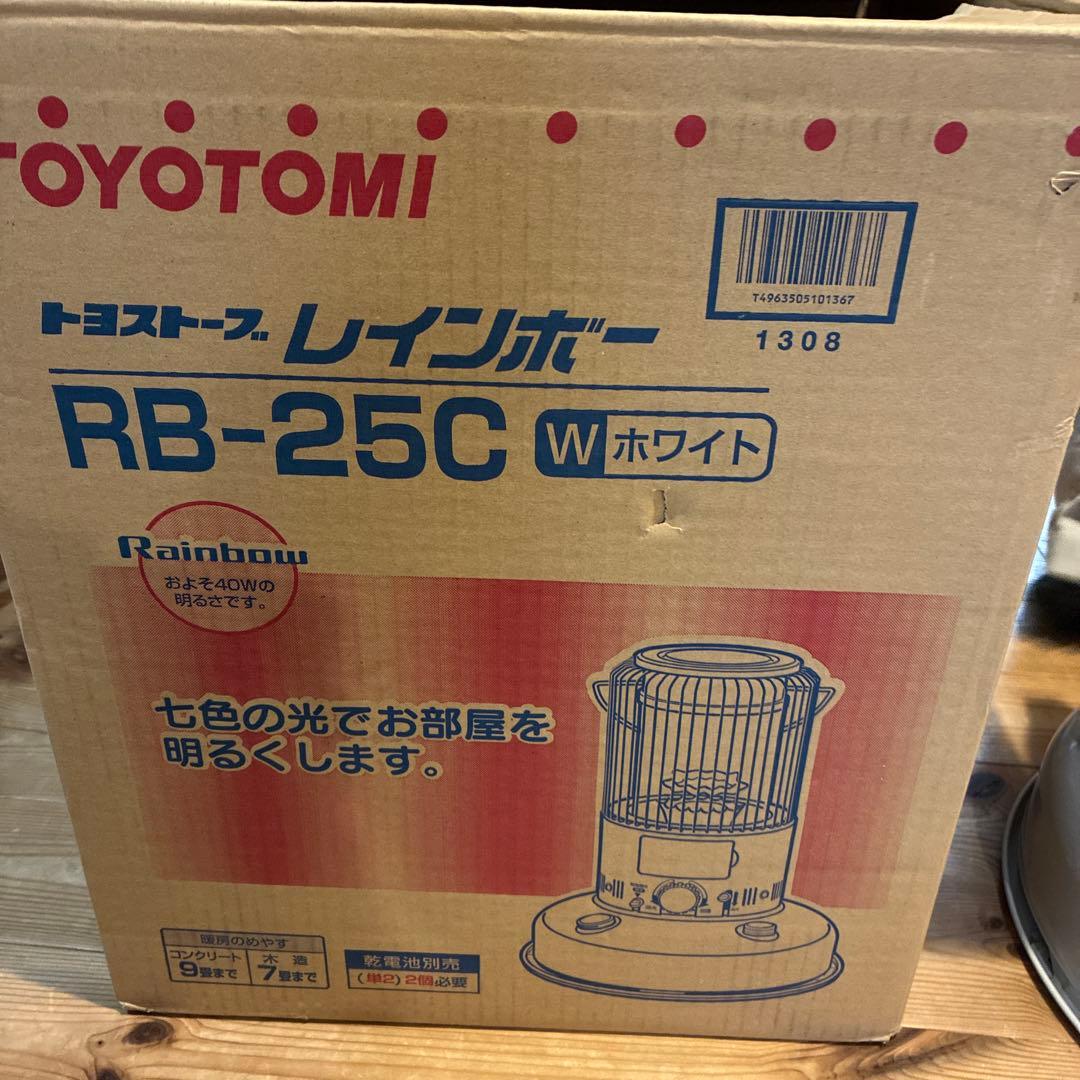 TOYOTOMI
T4963505101367
1308
トヨストーブ レインボー
RB-25C W ホワイト
Rainbow
およそ40Wの
明るさです。
七色の光でお部屋を
明るくします。
暖房のめやす
コンクリート 木造
9畳まで 7畳まで
乾電池別売
(単2) 2個必要